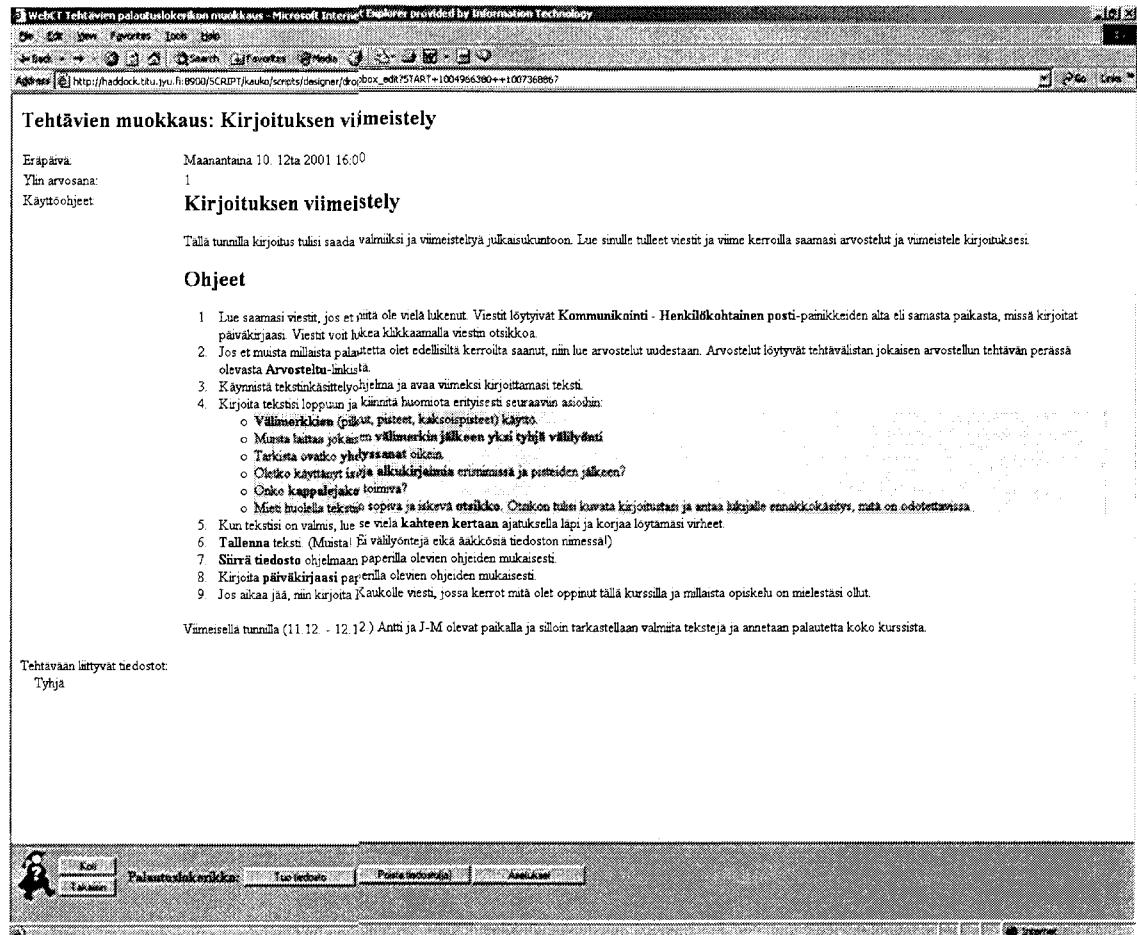 WebCT Tehtävien palautuslokerikon muokkaus - Microsoft Internet Explorer provided by Information Technology
File Edit View Favorites Tools Help
Back Search Favorites Media
Address http://haddock.titu.jyu.fi:8900/SCRIPT/kauko/scripts/designer/dropbox_edit?START+1004966380+++1007368867 Go Links
Tehtävien muokkaus: Kirjoituksen viimeistely
Eräpäivä: Maanantaina 10. 12ta 2001 16:00
Ylin arvosana: 1
Käyttöohjeet Kirjoituksen viimeistely
Tällä tunnilla kirjoitus tulisi saada valmiiksi ja viimeisteltyä julkaisukuntoon. Lue sinulle tulleet viestit ja viime kerroilla saamasi arvostelut ja viimeistele kirjoituksesi.
Ohjeet
1 Lue saamasi viestit, jos et niitä ole vielä lukenut. Viestit löytyivät Kommunikointi - Henkilökohtainen posti-painikkeiden alta eli samasta paikasta, missä kirjoitat
päiväkirjaasi. Viestit voit lukea klikkaamalla viestin otsikkoa.
2. Jos et muista millaista palautetta olet edellisiltä kerroilta saanut, niin lue arvostelut uudestaan. Arvostelut löytyvät tehtävälistan jokaisen arvostellun tehtävän perässä
olevasta Arvosteltu-linkistä.
3. Käynnistä tekstinkäsittelyohjelma ja avaa viimeksi kirjoittamasi teksti.
4. Kirjoita tekstisi loppuun ja kiinnitä huomiota erityisesti seuraaviin asioihin:
o Välimerkkien (pilkut, pisteet, kaksoispisteet) käyttö.
o Muista laittaa jokaisen välimerkin jälkeen yksi tyhjä välilyönti
o Tarkista ovatko yhdyssanat oikein.
o Oletko käyttänyt isoja alkukirjaimia erisnimissä ja pisteiden jälkeen?
o Onko kappalejako toimiva?
o Mieti huolella tekstiin sopiva ja iskevä otsikko. Otsikon tulisi kuvata kirjoitustasi ja antaa lukijalle ennakkokäsitys, mitä on odotettavissa.
5. Kun tekstisi on valmis, lue se vielä kahteen kertaan ajatuksella läpi ja korjaa löytämäsi virheet.
6. Tallenna teksti. (Muista! Ei välilyöntejä eikä ääkkösiä tiedoston nimessä!)
7. Siirrä tiedosto ohjelmaan paperilla olevien ohjeiden mukaisesti.
8. Kirjoita päiväkirjaasi paperilla olevien ohjeiden mukaisesti.
9. Jos aikaa jää, niin kirjoita Kaukolle viesti, jossa kerrot mitä olet oppinut tällä kurssilla ja millaista opiskelu on mielestäsi ollut.
Viimeisellä tunnilla (11.12. - 12.12.) Antti ja J-M olevat paikalla ja silloin tarkastellaan valmiita tekstejä ja annetaan palautetta koko kurssista.
Tehtävään liittyvät tiedostot:
Tyhjä
Koti
Takaisin
Palautuslokerikko: Tuo tiedosto Poista tiedosto(ja) Asetukset
Internet